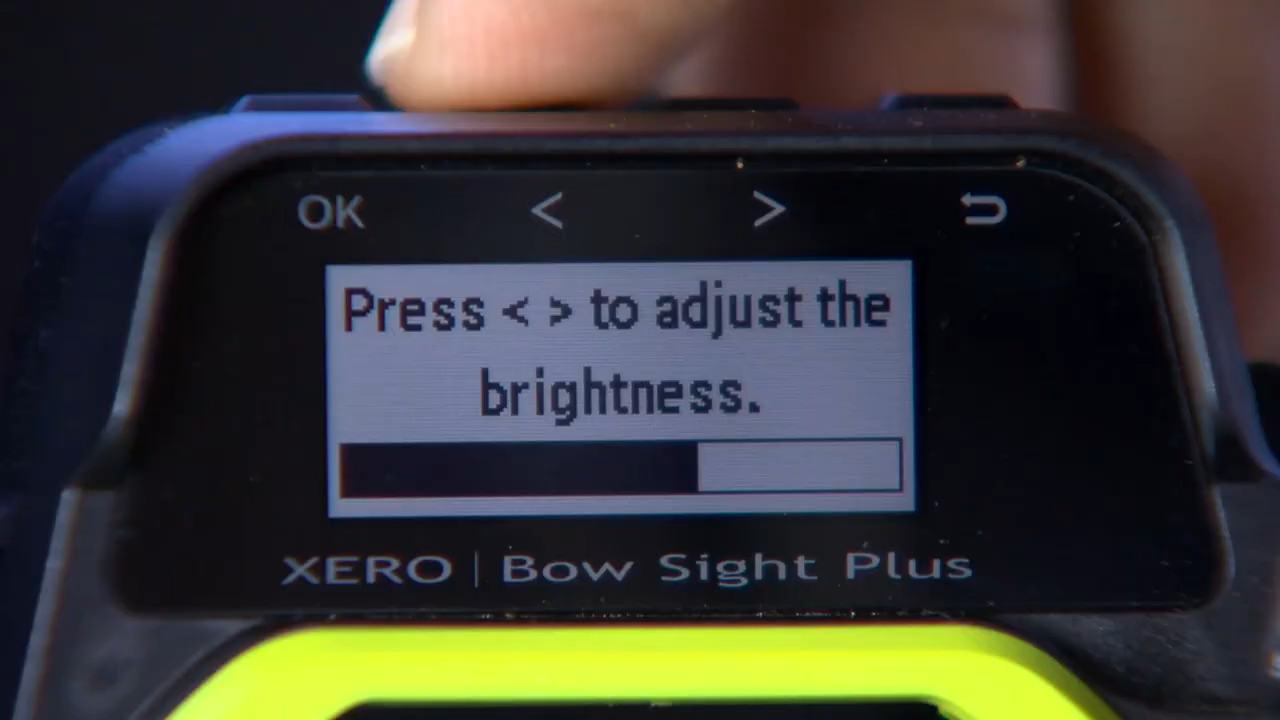 OK < >
Press < > to adjust the
brightness.
XERO | Bow Sight Plus